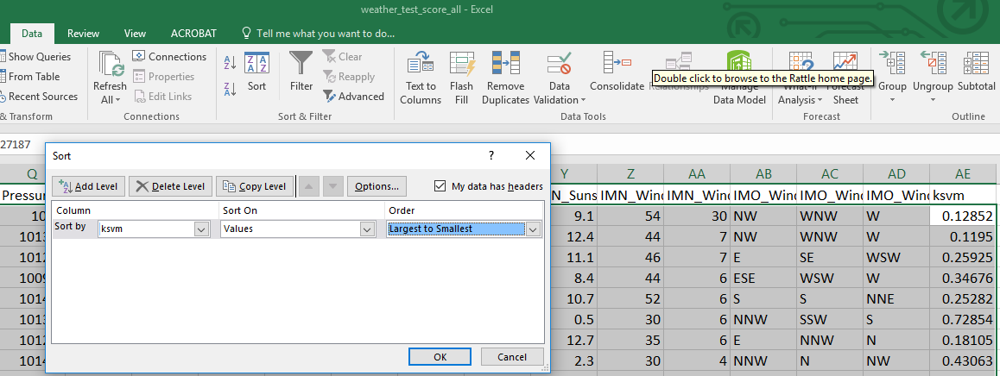 weather_test_score_all - Excel
Data Review View ACROBAT Tell me what you want to do...
Show Queries
From Table
Recent Sources
& Transform
Refresh
All
Connections
Properties
Edit Links
Connections
Sort
Filter
Clear
Reapply
Advanced
Sort & Filter
Text to
Columns
Flash
Fill
Remove
Duplicates
Data
Validation
Consolidate
Relationships
Manage
Data Model
Data Tools
Double click to browse to the Rattle home page.
What-If
Analysis
Forecast
Sheet
Forecast
Group
Ungroup
Subtotal
Outline
27187
Sort
? ×
Add Level Delete Level Copy Level Options... My data has headers
Column Sort On Order
Sort by ksvm Values Largest to Smallest
OK Cancel
Q Y Z AA AB AC AD AE
Pressur N_Suns IMN_Wind IMN_Wind IMO_Wind IMO_Wind IMO_Wind ksvm
10 9.1 54 30 NW WNW W 0.12852
1013 12.4 44 7 NW WNW W 0.1195
1012 11.1 46 7 E SE WSW 0.25925
1009 8.4 44 6 ESE WSW W 0.34676
1014 10.7 52 6 S S NNE 0.25282
1013 0.5 30 6 NNW SSW S 0.72854
1012 12.7 35 6 E NNW N 0.18105
1014 2.3 30 4 NNW N NW 0.43063